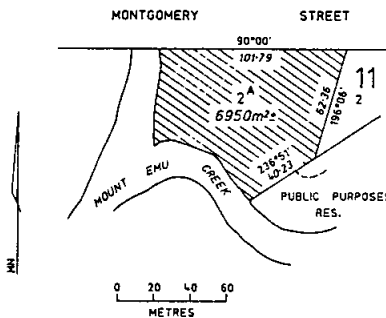 MONTGOMERY STREET
90°00'
101·79
2A
6950m²±
62·36
196°06'
11
2
236°51'
40·23
MOUNT EMU CREEK
PUBLIC PURPOSES
RES.
MN
0 20 40 60
METRES